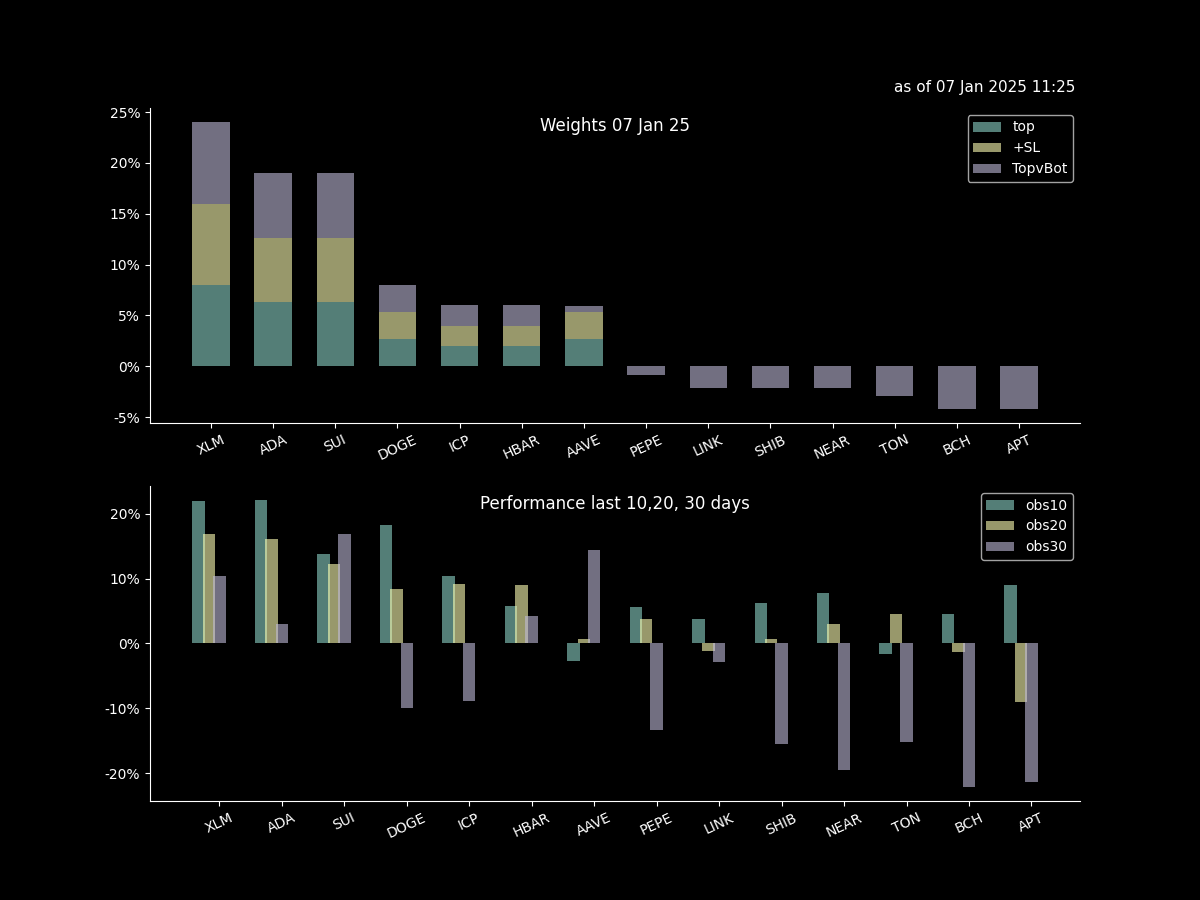 as of 07 Jan 2025 11:25
Weights 07 Jan 25
top
+SL
TopvBot
25%
20%
15%
10%
5%
0%
-5%
XLM ADA SUI DOGE ICP HBAR AAVE PEPE LINK SHIB NEAR TON BCH APT
Performance last 10,20, 30 days
obs10
obs20
obs30
20%
10%
0%
-10%
-20%
XLM ADA SUI DOGE ICP HBAR AAVE PEPE LINK SHIB NEAR TON BCH APT